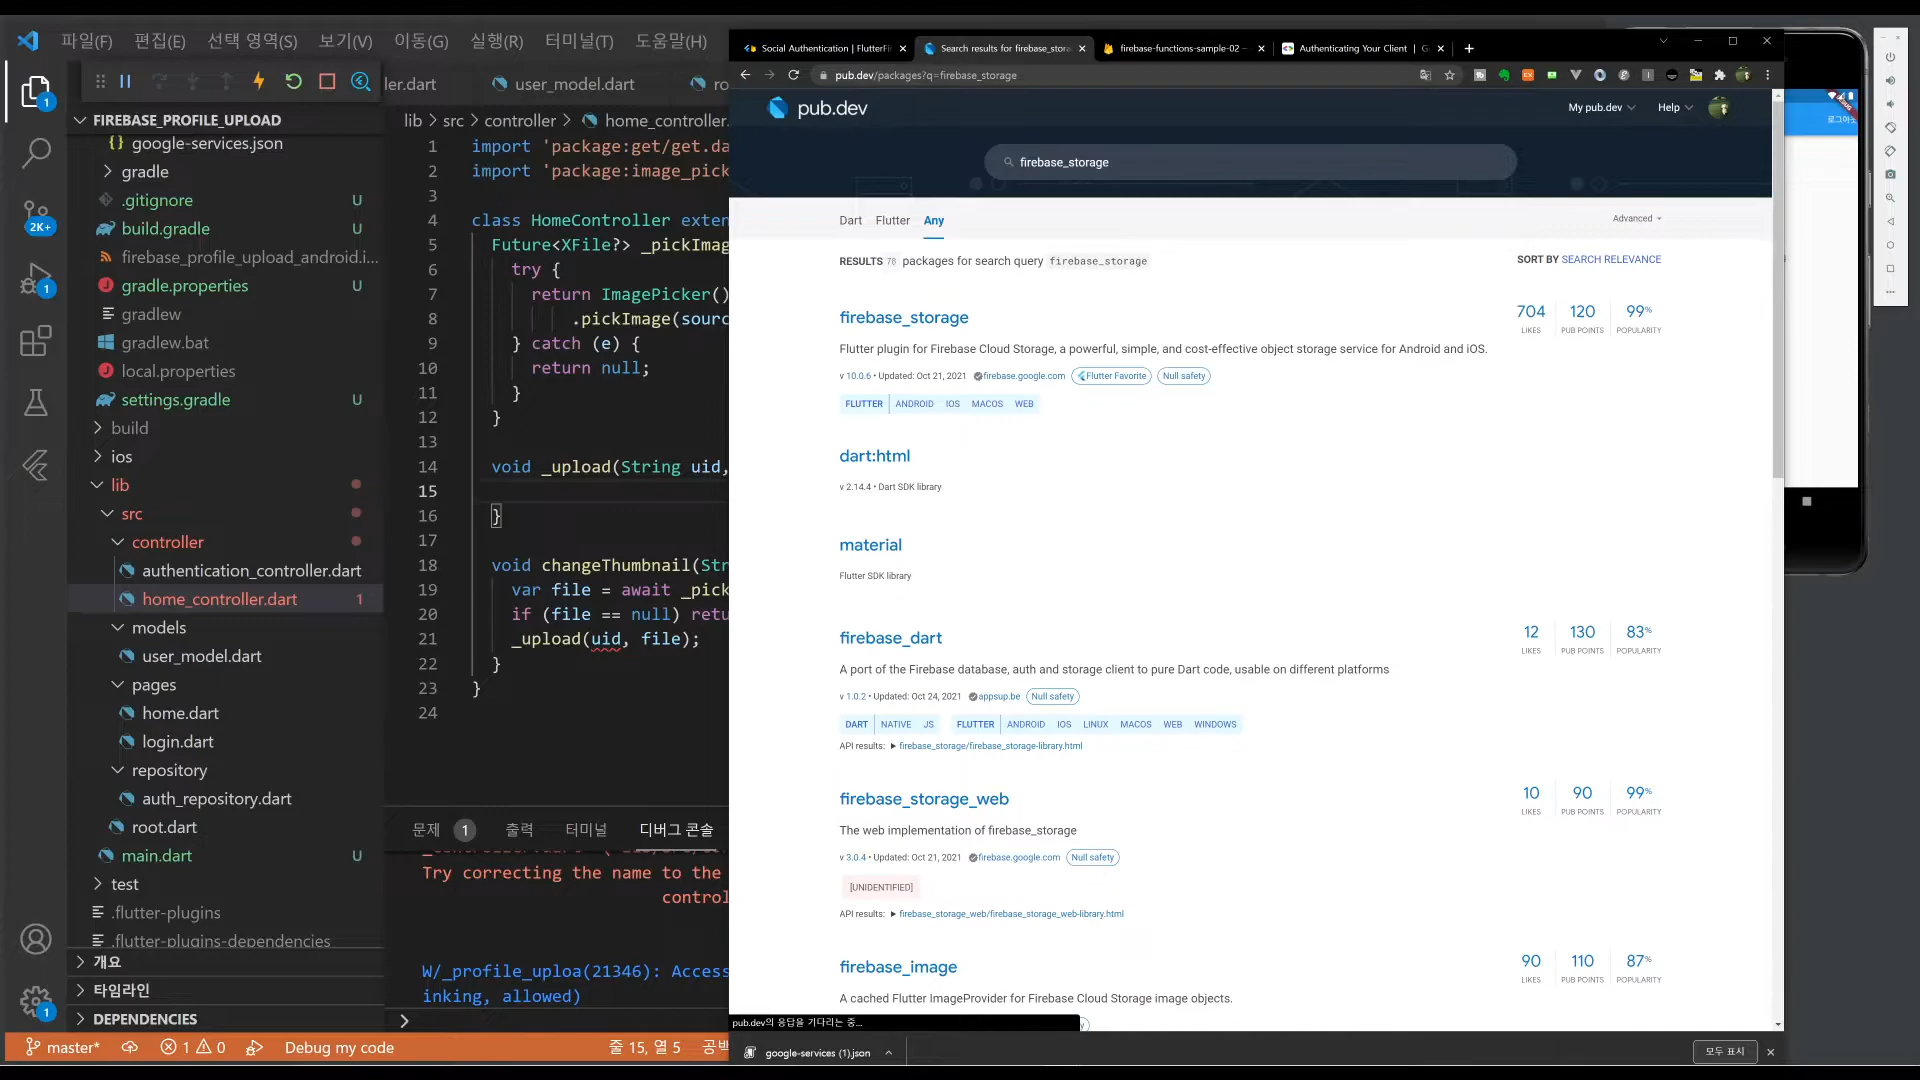 파일(F) 편집(E) 선택 영역(S) 보기(V) 이동(G) 실행(R) 터미널(T) 도움말(H)
ler.dart user_model.dart ro
1
FIREBASE_PROFILE_UPLOAD
google-services.json
gradle
.gitignore U
build.gradle U
firebase_profile_upload_android.i...
gradle.properties U
gradlew
gradlew.bat
local.properties
settings.gradle U
build
ios
lib
src
controller
authentication_controller.dart
home_controller.dart 1
models
user_model.dart
pages
home.dart
login.dart
repository
auth_repository.dart
root.dart
main.dart U
test
.flutter-plugins
.flutter-plugins-dependencies
개요
타임라인
DEPENDENCIES
2K+
1
1
lib > src > controller > home_controller.
1 import 'package:get/get.da
2 import 'package:image_pick
3
4 class HomeController exten
5 Future<XFile?> _pickImag
6 try {
7 return ImagePicker()
8 .pickImage(sourc
9 } catch (e) {
10 return null;
11 }
12 }
13
14 void _upload(String uid,
15
16 }
17
18 void changeThumbnail(Str
19 var file = await _pick
20 if (file == null) retu
21 _upload(uid, file);
22 }
23 }
24
문제 1 출력 터미널 디버그 콘솔
Try correcting the name to the
control
W/_profile_uploa(21346): Access
inking, allowed)
>
master* 1 0 Debug my code 줄 15, 열 5 공백
Social Authentication | FlutterFi Search results for firebase_stora firebase-functions-sample-02 – Authenticating Your Client | G
pub.dev/packages?q=firebase_storage
pub.dev
My pub.dev Help
firebase_storage
Dart Flutter Any
Advanced
RESULTS 78 packages for search query firebase_storage
SORT BY SEARCH RELEVANCE
firebase_storage
704 120 99%
LIKES PUB POINTS POPULARITY
Flutter plugin for Firebase Cloud Storage, a powerful, simple, and cost-effective object storage service for Android and iOS.
v 10.0.6 • Updated: Oct 21, 2021 firebase.google.com Flutter Favorite Null safety
FLUTTER ANDROID IOS MACOS WEB
dart:html
v 2.14.4 • Dart SDK library
material
Flutter SDK library
firebase_dart
12 130 83%
LIKES PUB POINTS POPULARITY
A port of the Firebase database, auth and storage client to pure Dart code, usable on different platforms
v 1.0.2 • Updated: Oct 24, 2021 appsup.be Null safety
DART NATIVE JS FLUTTER ANDROID IOS LINUX MACOS WEB WINDOWS
API results: ▸ firebase_storage/firebase_storage-library.html
firebase_storage_web
10 90 99%
LIKES PUB POINTS POPULARITY
The web implementation of firebase_storage
v 3.0.4 • Updated: Oct 21, 2021 firebase.google.com Null safety
[UNIDENTIFIED]
API results: ▸ firebase_storage_web/firebase_storage_web-library.html
firebase_image
90 110 87%
LIKES PUB POINTS POPULARITY
A cached Flutter ImageProvider for Firebase Cloud Storage image objects.
pub.dev의 응답을 기다리는 중...
google-services (1).json
모두 표시
로그아웃